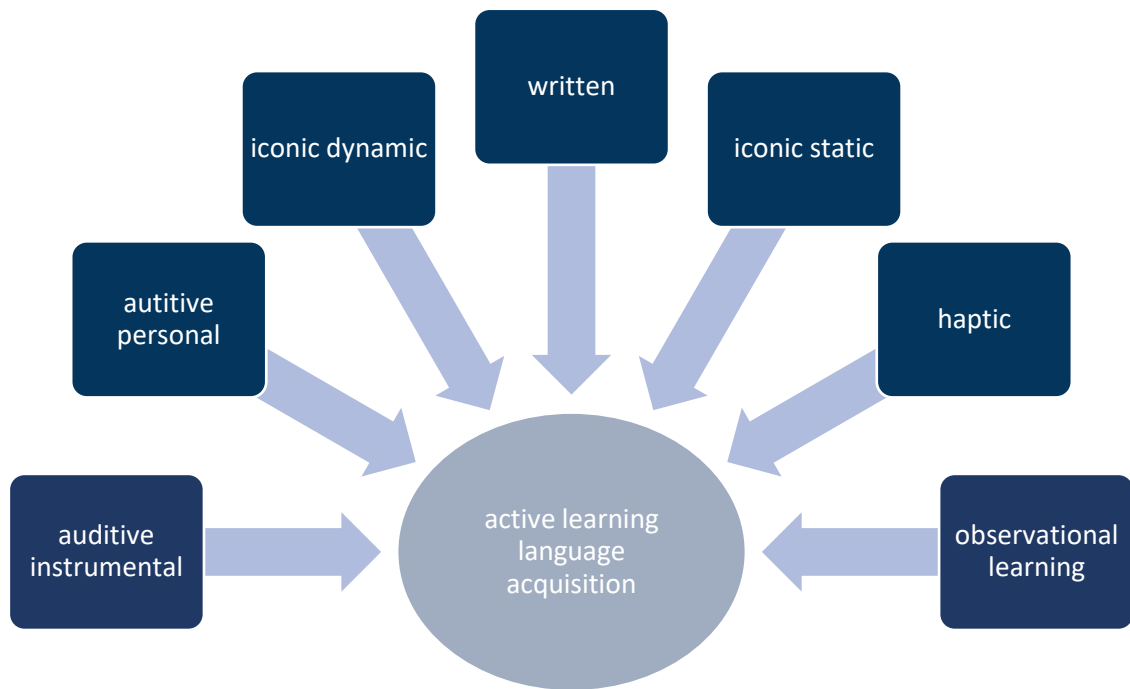 written
iconic dynamic
iconic static
autitive
personal
haptic
auditive
instrumental
active learning
language
acquisition
observational
learning